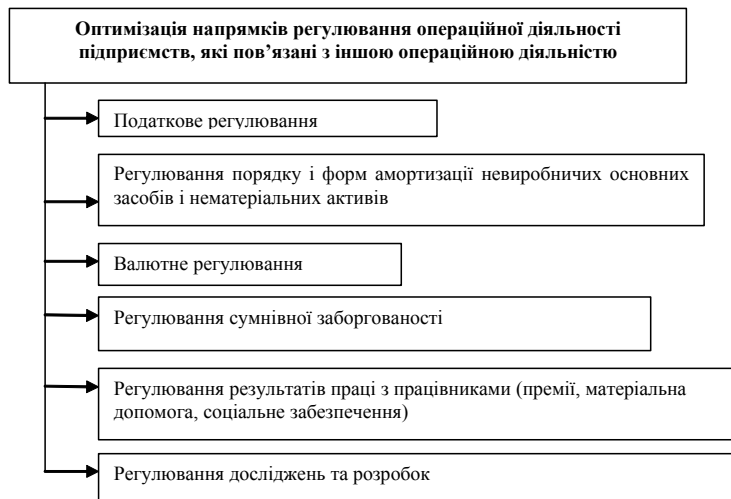 Оптимізація напрямків регулювання операційної діяльності
підприємств, які пов’язані з іншою операційною діяльністю
Податкове регулювання
Регулювання порядку і форм амортизації невиробничих основних
засобів і нематеріальних активів
Валютне регулювання
Регулювання сумнівної заборгованості
Регулювання результатів праці з працівниками (премії, матеріальна
допомога, соціальне забезпечення)
Регулювання досліджень та розробок